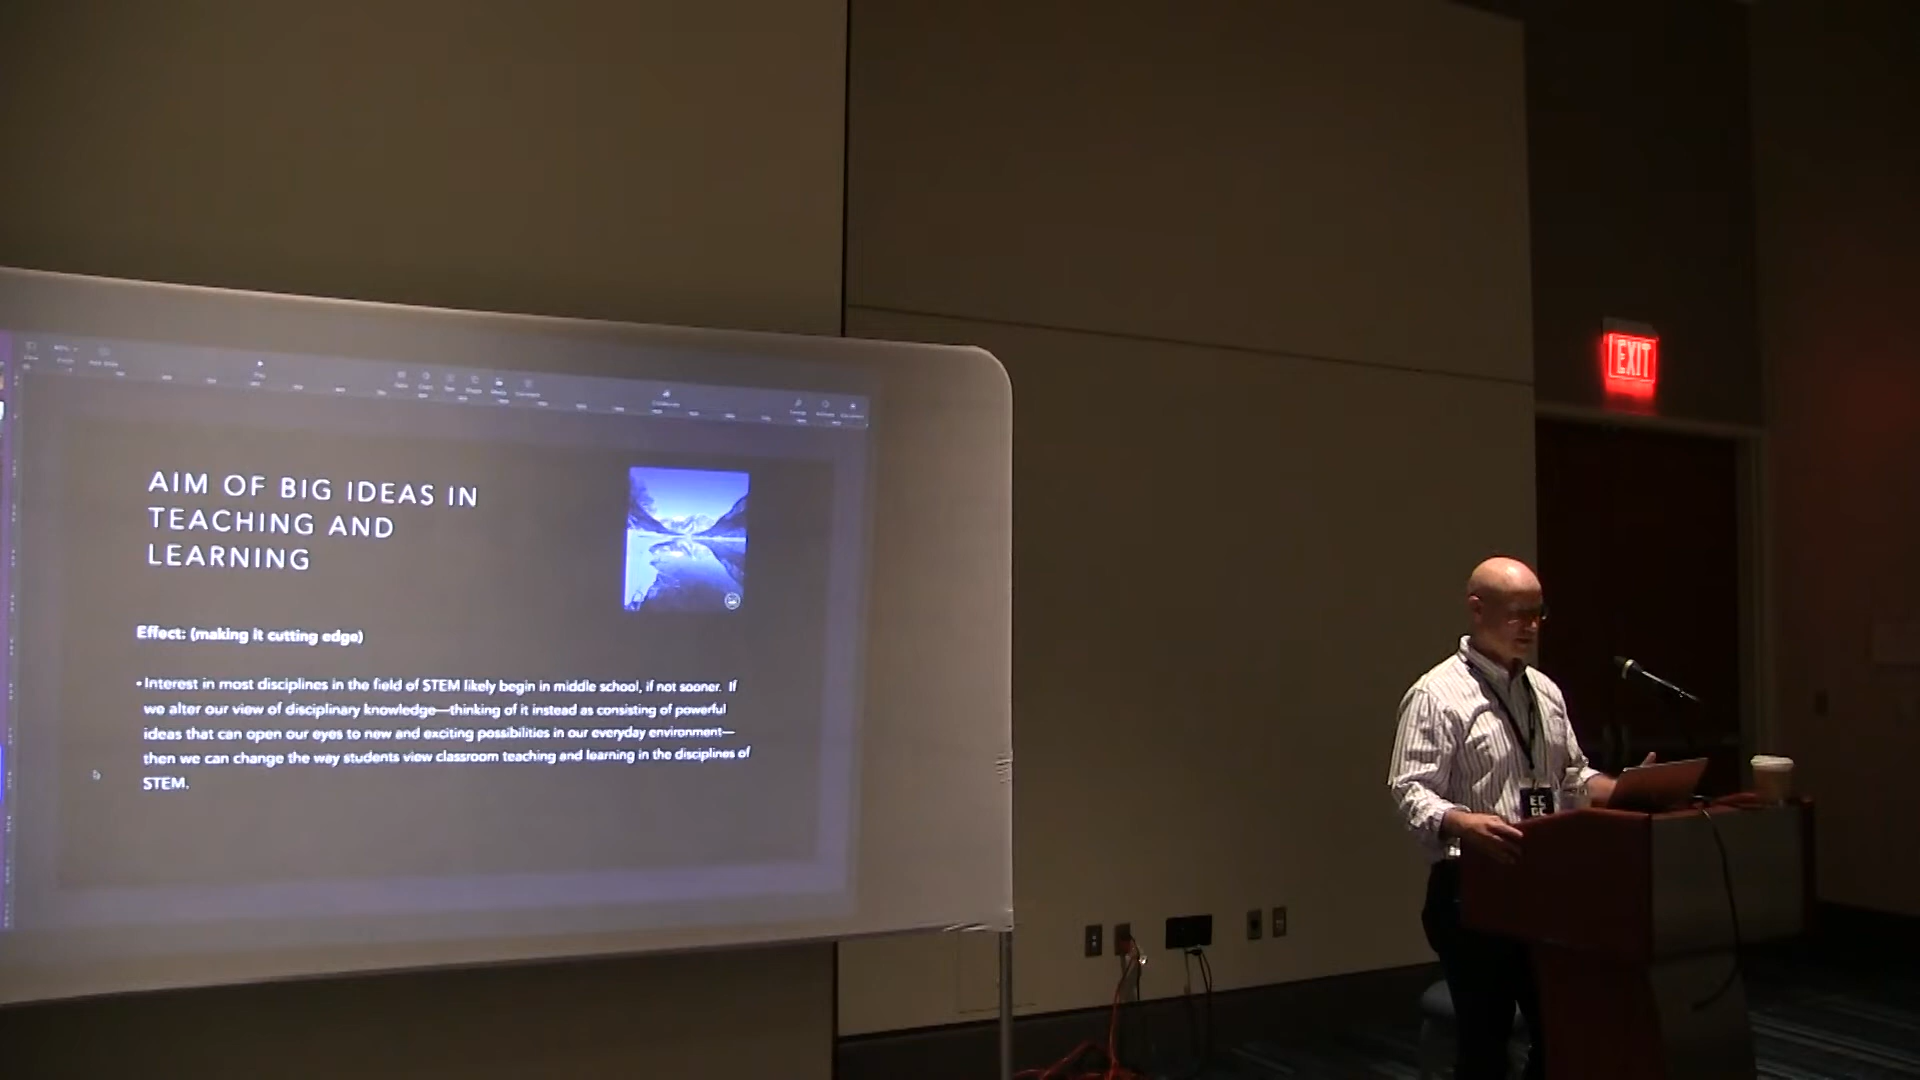 AIM OF BIG IDEAS IN
TEACHING AND
LEARNING
Effect: (making it cutting edge)
• Interest in most disciplines in the field of STEM likely begin in middle school, if not sooner. If
we alter our view of disciplinary knowledge—thinking of it instead as consisting of powerful
ideas that can open our eyes to new and exciting possibilities in our everyday environment—
then we can change the way students view classroom teaching and learning in the disciplines of
STEM.
EXIT
EC
GC